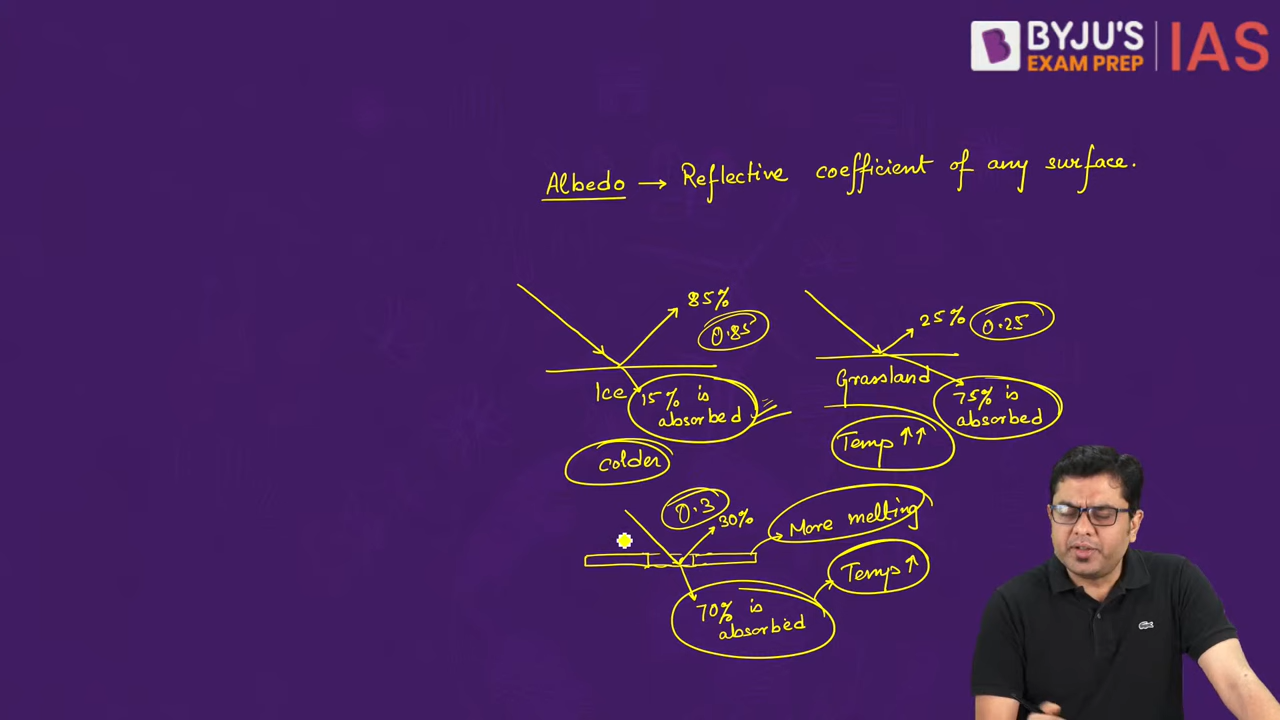 BYJU'S
EXAM PREP
IAS
Albedo → Reflective coefficient of any surface.
85%
0.85
Ice
15% is
absorbed
colder
25%
0.25
Grassland
75% is
absorbed
Temp ↑↑
0.3
30%
More melting
Temp ↑
70% is
absorbed